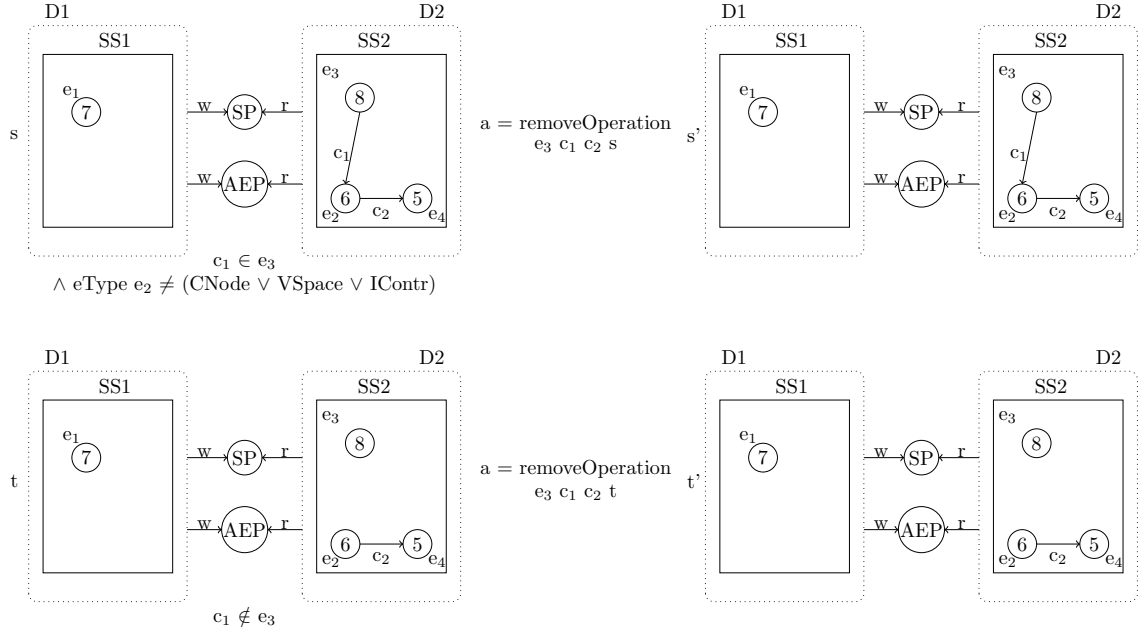 D1 D2 D1 D2
SS1 SS2 SS1 SS2
e₃ e₃
e₁ 8 e₁ 8
7 w SP r 7 w SP r
a = removeOperation
s s'
e₃ c₁ c₂ s
c₁ c₁
w AEP r w AEP r
6 5 6 5
e₂ c₂ e₄ e₂ c₂ e₄
c₁ ∈ e₃
∧ eType e₂ ≠ (CNode ∨ VSpace ∨ IContr)
D1 D2 D1 D2
SS1 SS2 SS1 SS2
e₃ e₃
e₁ 8 e₁ 8
7 w SP r 7 w SP r
a = removeOperation
t t'
e₃ c₁ c₂ t
w AEP r w AEP r
6 5 6 5
e₂ c₂ e₄ e₂ c₂ e₄
c₁ ∉ e₃